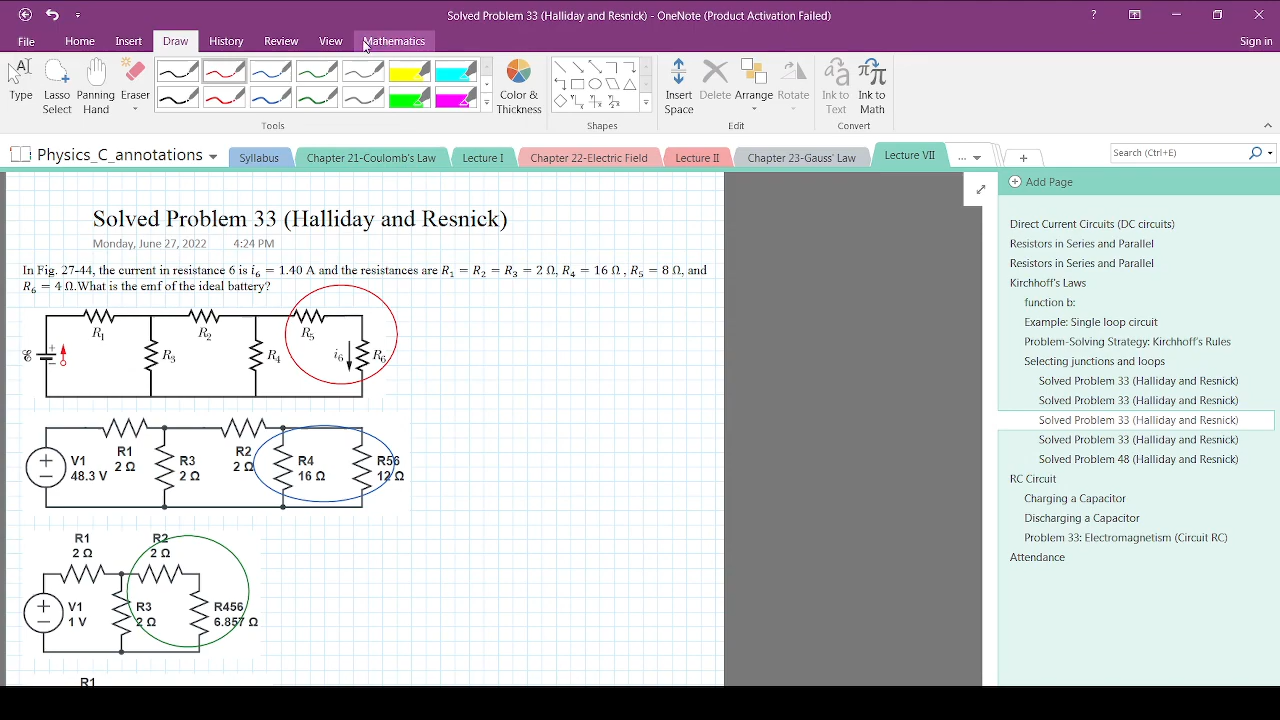 Solved Problem 33 (Halliday and Resnick) - OneNote (Product Activation Failed)
?
File Home Insert Draw History Review View Mathematics Sign in
Type
Lasso Select
Panning Hand
Eraser
Color & Thickness
Insert Space
Delete
Arrange
Rotate
Ink to Text
Ink to Math
Tools Shapes Edit Convert
Physics_C_annotations Syllabus Chapter 21-Coulomb's Law Lecture I Chapter 22-Electric Field Lecture II Chapter 23-Gauss' Law Lecture VII ... + Search (Ctrl+E)
Add Page
Solved Problem 33 (Halliday and Resnick)
Monday, June 27, 2022 4:24 PM
In Fig. 27-44, the current in resistance 6 is i₆ = 1.40 A and the resistances are R₁ = R₂ = R₃ = 2 Ω, R₄ = 16 Ω , R₅ = 8 Ω, and
R₆ = 4 Ω.What is the emf of the ideal battery?
R₁ R₂ R₅
ℰ + − R₃ R₄ i₆ R₆
R1
2 Ω
R2
2 Ω
V1
48.3 V
R3
2 Ω
R4
16 Ω
R56
12 Ω
R1
2 Ω
R2
2 Ω
V1
1 V
R3
2 Ω
R456
6.857 Ω
R1
Direct Current Circuits (DC circuits)
Resistors in Series and Parallel
Resistors in Series and Parallel
Kirchhoff's Laws
function b:
Example: Single loop circuit
Problem-Solving Strategy: Kirchhoff's Rules
Selecting junctions and loops
Solved Problem 33 (Halliday and Resnick)
Solved Problem 33 (Halliday and Resnick)
Solved Problem 33 (Halliday and Resnick)
Solved Problem 33 (Halliday and Resnick)
Solved Problem 48 (Halliday and Resnick)
RC Circuit
Charging a Capacitor
Discharging a Capacitor
Problem 33: Electromagnetism (Circuit RC)
Attendance